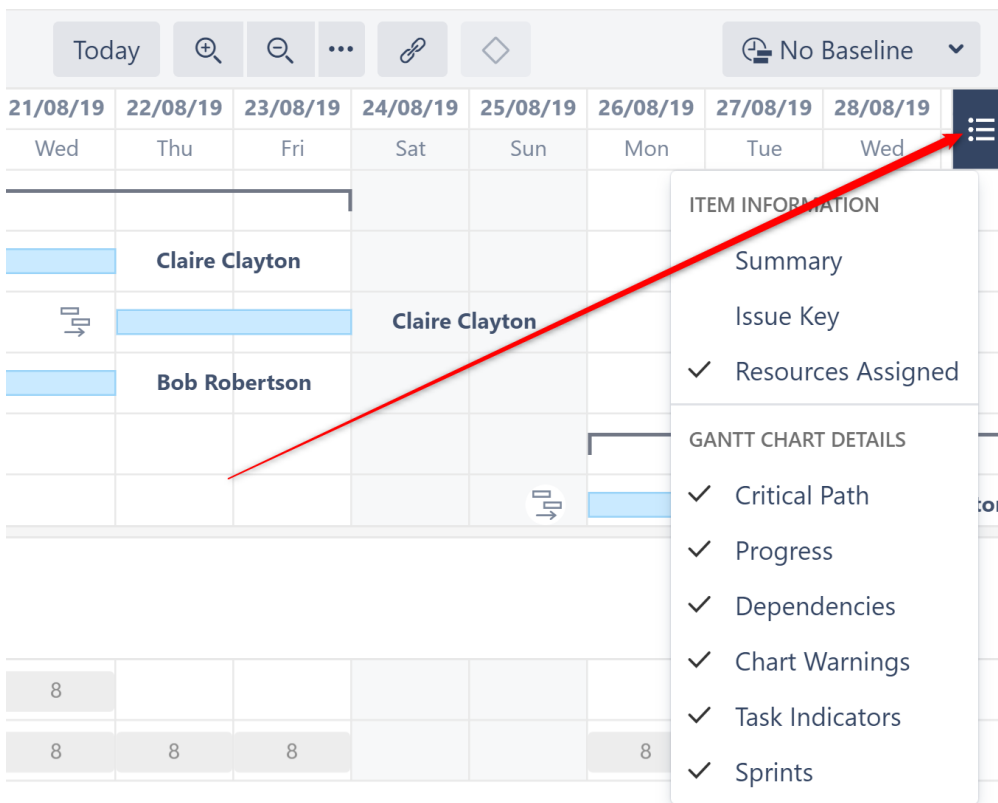 Today
No Baseline
21/08/19 22/08/19 23/08/19 24/08/19 25/08/19 26/08/19 27/08/19 28/08/19
Wed Thu Fri Sat Sun Mon Tue Wed
ITEM INFORMATION
Claire Clayton
Summary
Issue Key
Claire Clayton
Resources Assigned
Bob Robertson
GANTT CHART DETAILS
Critical Path
Progress
Dependencies
Chart Warnings
8
Task Indicators
8 8 8 8
Sprints